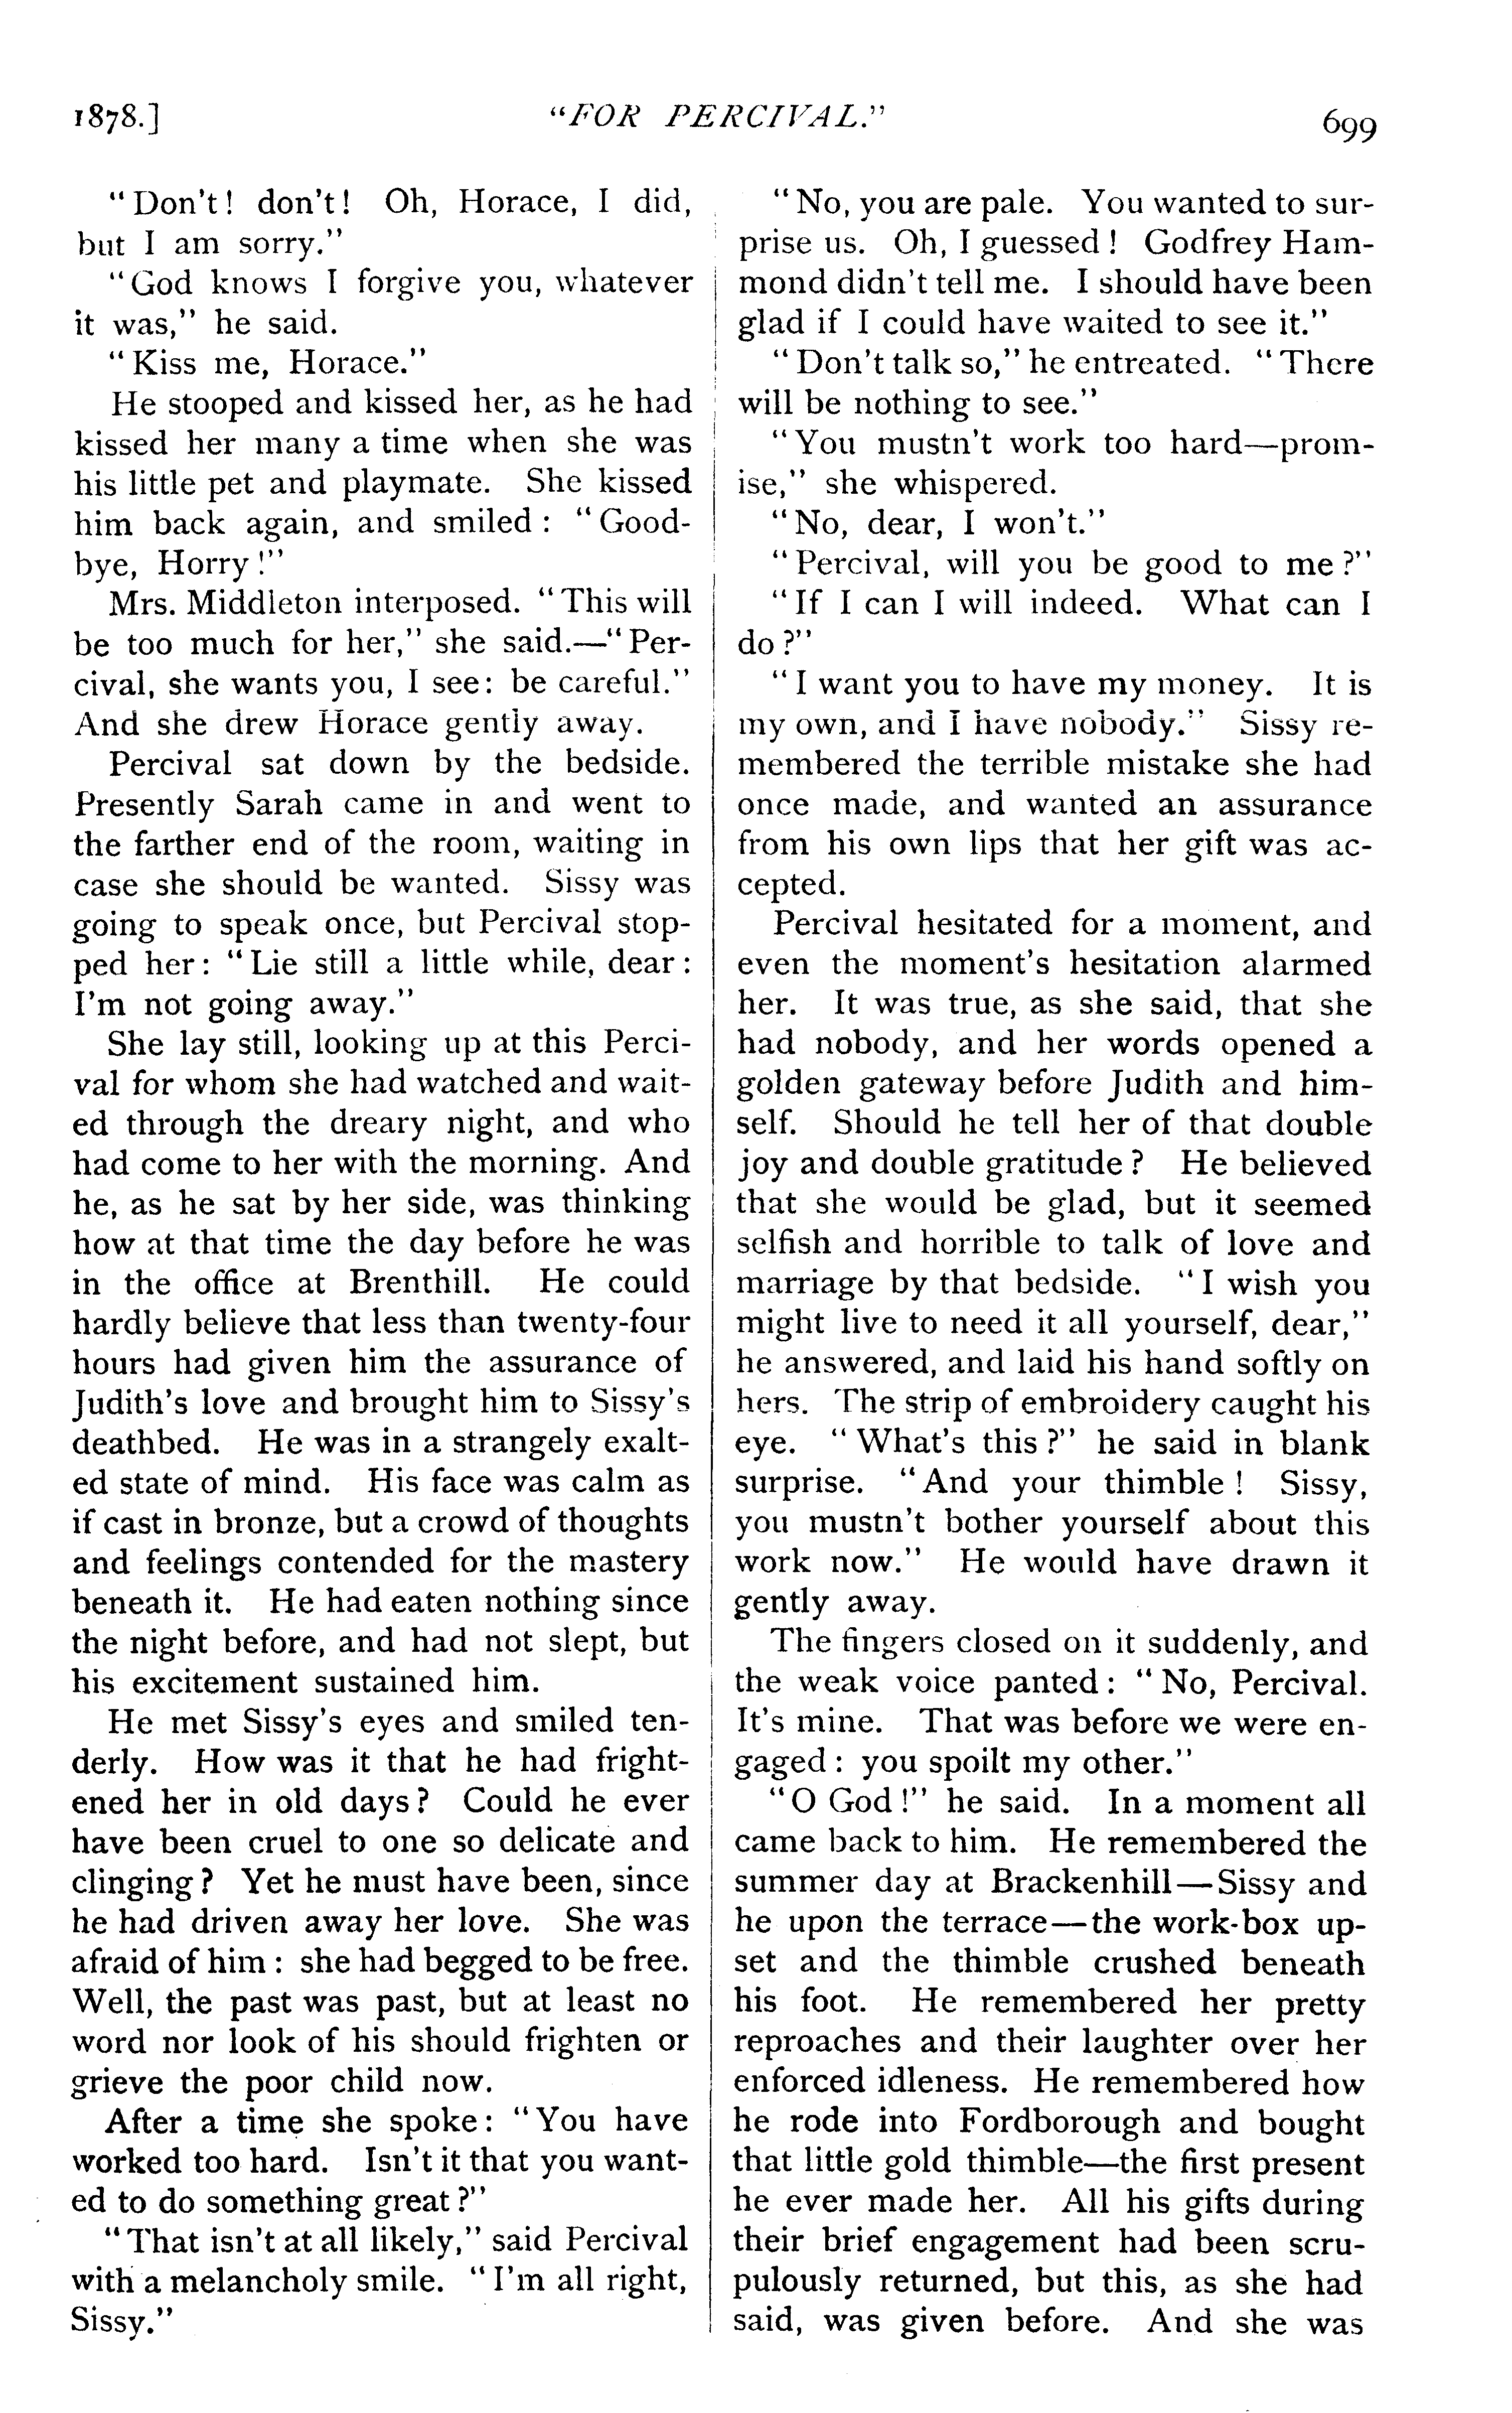 1878.] "FOR PERCIVAL." 699
"Don't! don't! Oh, Horace, I did,
but I am sorry."
"God knows I forgive you, whatever
it was," he said.
"Kiss me, Horace."
He stooped and kissed her, as he had
kissed her many a time when she was
his little pet and playmate. She kissed
him back again, and smiled: "Good-
bye, Horry!"
Mrs. Middleton interposed. "This will
be too much for her," she said.—"Per-
cival, she wants you, I see: be careful."
And she drew Horace gently away.
Percival sat down by the bedside.
Presently Sarah came in and went to
the farther end of the room, waiting in
case she should be wanted. Sissy was
going to speak once, but Percival stop-
ped her: "Lie still a little while, dear:
I'm not going away."
She lay still, looking up at this Perci-
val for whom she had watched and wait-
ed through the dreary night, and who
had come to her with the morning. And
he, as he sat by her side, was thinking
how at that time the day before he was
in the office at Brenthill. He could
hardly believe that less than twenty-four
hours had given him the assurance of
Judith's love and brought him to Sissy's
deathbed. He was in a strangely exalt-
ed state of mind. His face was calm as
if cast in bronze, but a crowd of thoughts
and feelings contended for the mastery
beneath it. He had eaten nothing since
the night before, and had not slept, but
his excitement sustained him.
He met Sissy's eyes and smiled ten-
derly. How was it that he had fright-
ened her in old days? Could he ever
have been cruel to one so delicate and
clinging? Yet he must have been, since
he had driven away her love. She was
afraid of him: she had begged to be free.
Well, the past was past, but at least no
word nor look of his should frighten or
grieve the poor child now.
After a time she spoke: "You have
worked too hard. Isn't it that you want-
ed to do something great?"
"That isn't at all likely," said Percival
with a melancholy smile. "I'm all right,
Sissy."
"No, you are pale. You wanted to sur-
prise us. Oh, I guessed! Godfrey Ham-
mond didn't tell me. I should have been
glad if I could have waited to see it."
"Don't talk so," he entreated. "There
will be nothing to see."
"You mustn't work too hard—prom-
ise," she whispered.
"No, dear, I won't."
"Percival, will you be good to me?"
"If I can I will indeed. What can I
do?"
"I want you to have my money. It is
my own, and I have nobody." Sissy re-
membered the terrible mistake she had
once made, and wanted an assurance
from his own lips that her gift was ac-
cepted.
Percival hesitated for a moment, and
even the moment's hesitation alarmed
her. It was true, as she said, that she
had nobody, and her words opened a
golden gateway before Judith and him-
self. Should he tell her of that double
joy and double gratitude? He believed
that she would be glad, but it seemed
selfish and horrible to talk of love and
marriage by that bedside. "I wish you
might live to need it all yourself, dear,"
he answered, and laid his hand softly on
hers. The strip of embroidery caught his
eye. "What's this?" he said in blank
surprise. "And your thimble! Sissy,
you mustn't bother yourself about this
work now." He would have drawn it
gently away.
The fingers closed on it suddenly, and
the weak voice panted: "No, Percival.
It's mine. That was before we were en-
gaged: you spoilt my other."
"O God!" he said. In a moment all
came back to him. He remembered the
summer day at Brackenhill—Sissy and
he upon the terrace—the work-box up-
set and the thimble crushed beneath
his foot. He remembered her pretty
reproaches and their laughter over her
enforced idleness. He remembered how
he rode into Fordborough and bought
that little gold thimble—the first present
he ever made her. All his gifts during
their brief engagement had been scru-
pulously returned, but this, as she had
said, was given before. And she was